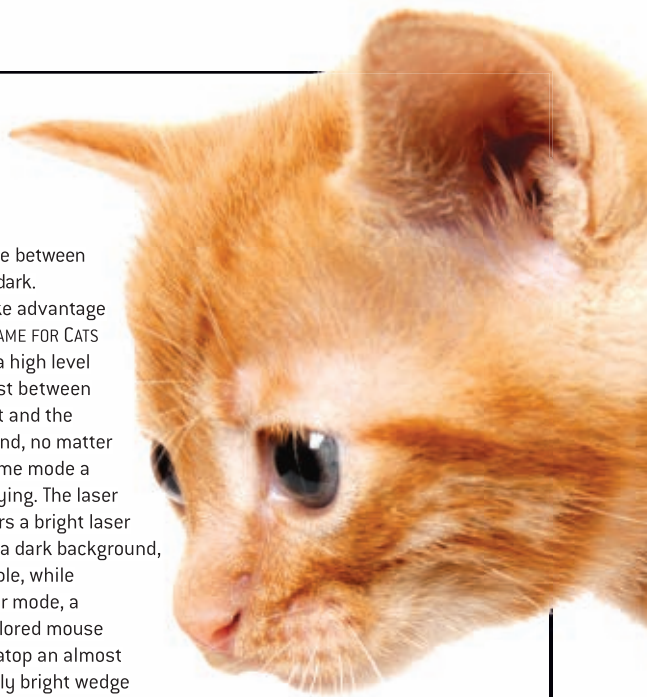 e between
dark.
ke advantage
AME FOR CATS
a high level
st between
t and the
nd, no matter
me mode a
ying. The laser
rs a bright laser
a dark background,
ple, while
r mode, a
lored mouse
atop an almost
ly bright wedge